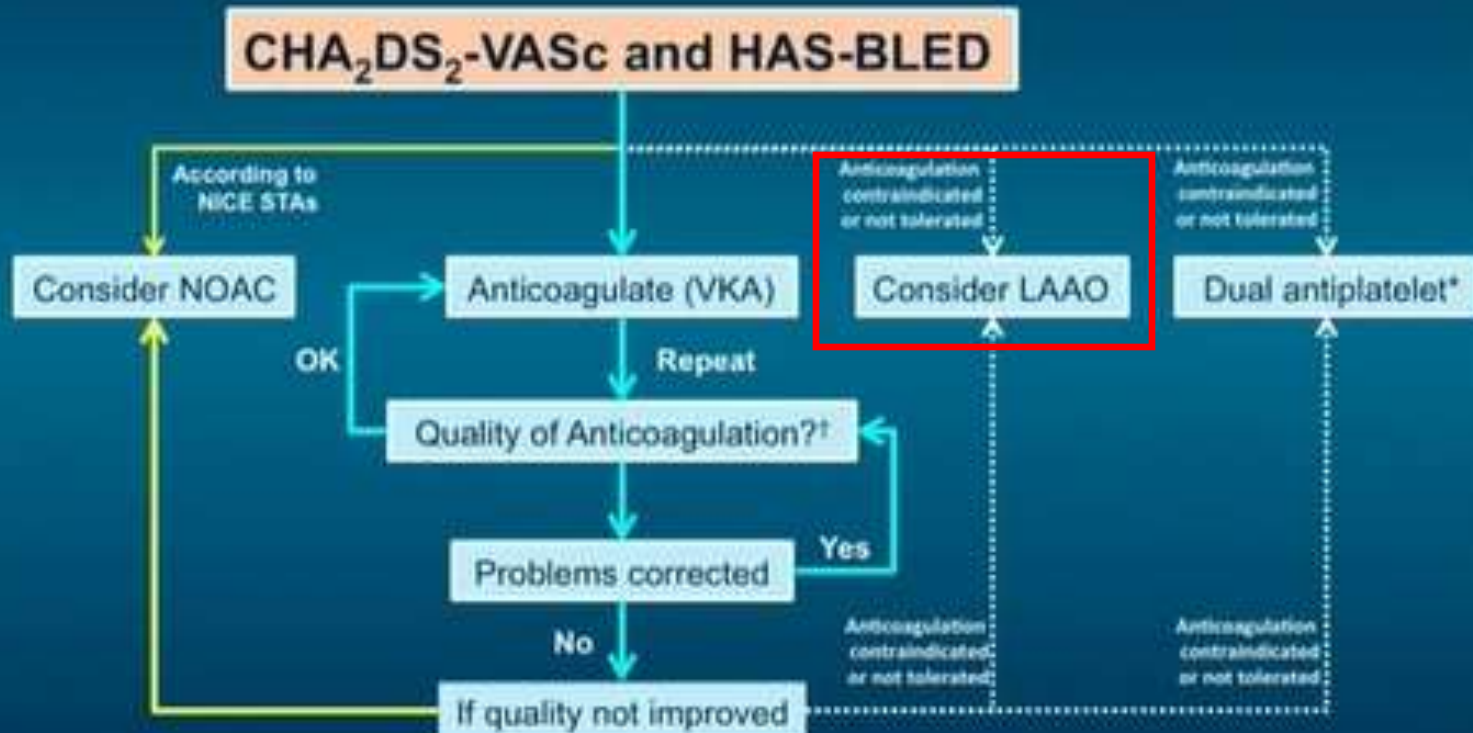 CHA₂DS₂-VASc and HAS-BLED
According to
NICE STAs
Anticoagulation
contraindicated
or not tolerated
Anticoagulation
contraindicated
or not tolerated
Consider NOAC
Anticoagulate (VKA)
Consider LAAO
Dual antiplatelet*
OK
Repeat
Quality of Anticoagulation?†
Problems corrected
Yes
No
Anticoagulation
contraindicated
or not tolerated
Anticoagulation
contraindicated
or not tolerated
If quality not improved